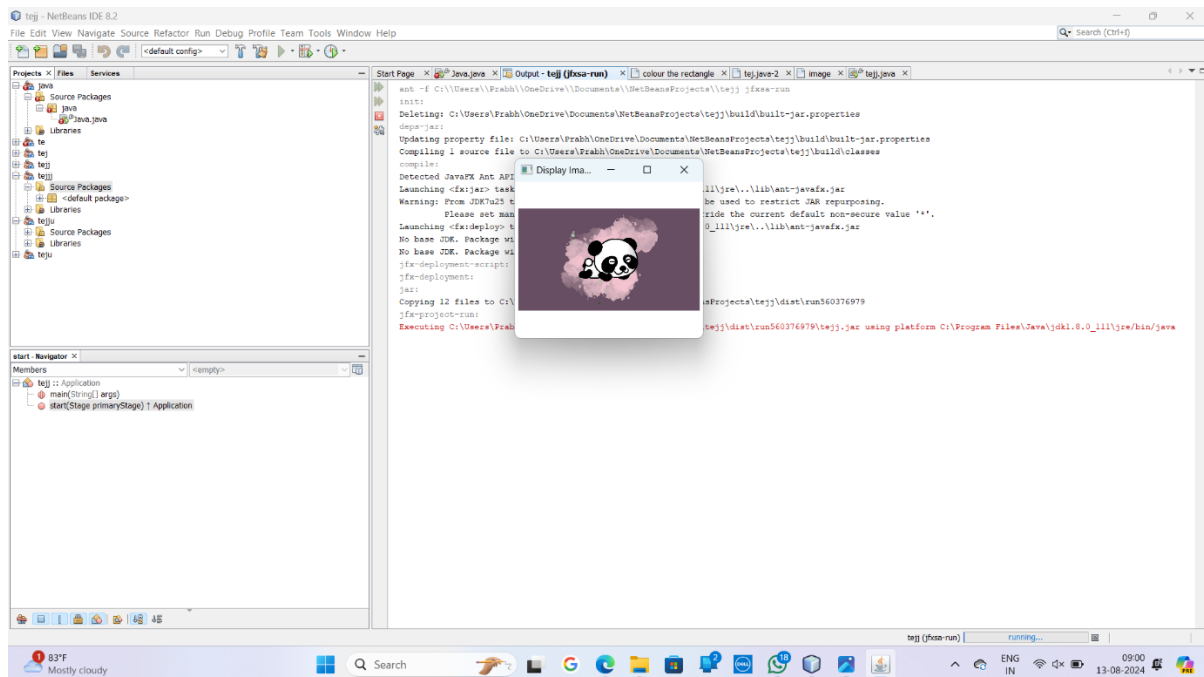 tejj - NetBeans IDE 8.2
File Edit View Navigate Source Refactor Run Debug Profile Team Tools Window Help
Search (Ctrl+I)
<default config>
Projects Files Services
java
Source Packages
java
Java.java
Libraries
te
tej
tejj
tejjj
Source Packages
<default package>
Libraries
tejju
Source Packages
Libraries
teju
Start Page Java.java Output - tejj (jfxsa-run) colour the rectangle tej.java-2 image tejj.java
ant -f C:\\Users\\Prabh\\OneDrive\\Documents\\NetBeansProjects\\tejj jfxsa-run
init:
Deleting: C:\Users\Prabh\OneDrive\Documents\NetBeansProjects\tejj\build\built-jar.properties
deps-jar:
Updating property file: C:\Users\Prabh\OneDrive\Documents\NetBeansProjects\tejj\build\built-jar.properties
Compiling 1 source file to C:\Users\Prabh\OneDrive\Documents\NetBeansProjects\tejj\build\classes
compile:
Detected JavaFX Ant API
Launching <fx:jar> task 11\jre\..\lib\ant-javafx.jar
Warning: From JDK7u25 t be used to restrict JAR repurposing.
Please set man ride the current default non-secure value '*'.
Launching <fx:deploy> t 0_111\jre\..\lib\ant-javafx.jar
No base JDK. Package wi
No base JDK. Package wi
jfx-deployment-script:
jfx-deployment:
jar:
Copying 12 files to C:\ sProjects\tejj\dist\run560376979
jfx-project-run:
Executing C:\Users\Prab tejj\dist\run560376979\tejj.jar using platform C:\Program Files\Java\jdk1.8.0_111\jre/bin/java
Display Ima...
start - Navigator
Members <empty>
tejj :: Application
main(String[] args)
start(Stage primaryStage) ↑ Application
tejj (jfxsa-run) running...
1
83°F
Mostly cloudy
Search
2
DELL
18
ENG
IN
09:00
13-08-2024
PRE